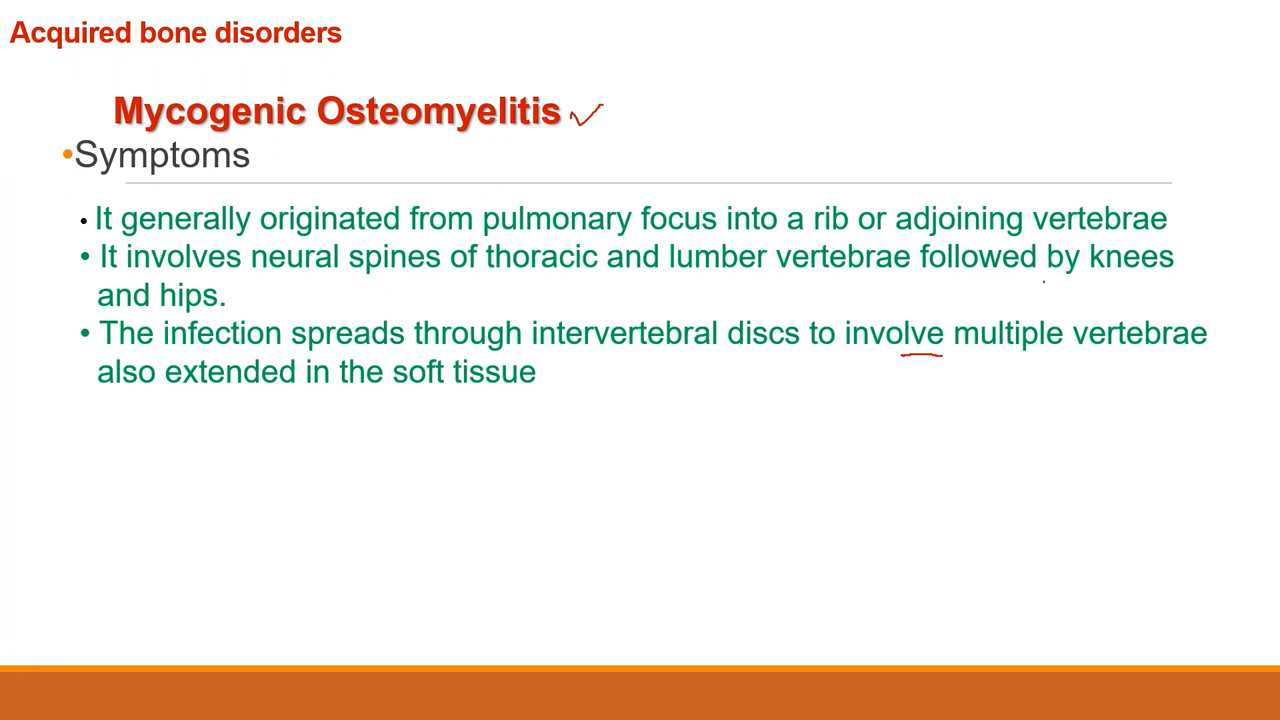 Acquired bone disorders
Mycogenic Osteomyelitis
•Symptoms
• It generally originated from pulmonary focus into a rib or adjoining vertebrae
• It involves neural spines of thoracic and lumber vertebrae followed by knees
and hips.
• The infection spreads through intervertebral discs to involve multiple vertebrae
also extended in the soft tissue